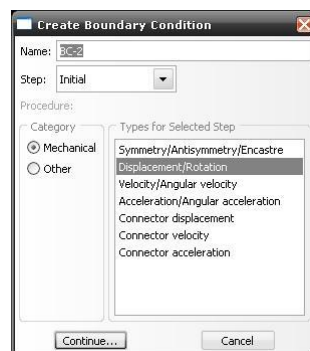 Create Boundary Condition
Name: BC-2
Step: Initial
Procedure:
Category
Mechanical
Other
Types for Selected Step
Symmetry/Antisymmetry/Encastre
Displacement/Rotation
Velocity/Angular velocity
Acceleration/Angular acceleration
Connector displacement
Connector velocity
Connector acceleration
Continue...
Cancel